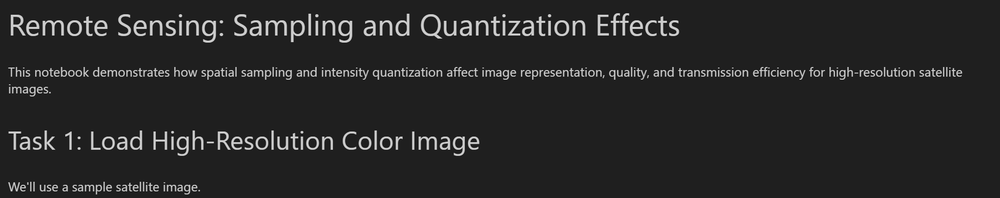 Remote Sensing: Sampling and Quantization Effects
This notebook demonstrates how spatial sampling and intensity quantization affect image representation, quality, and transmission efficiency for high-resolution satellite
images.
Task 1: Load High-Resolution Color Image
We'll use a sample satellite image.